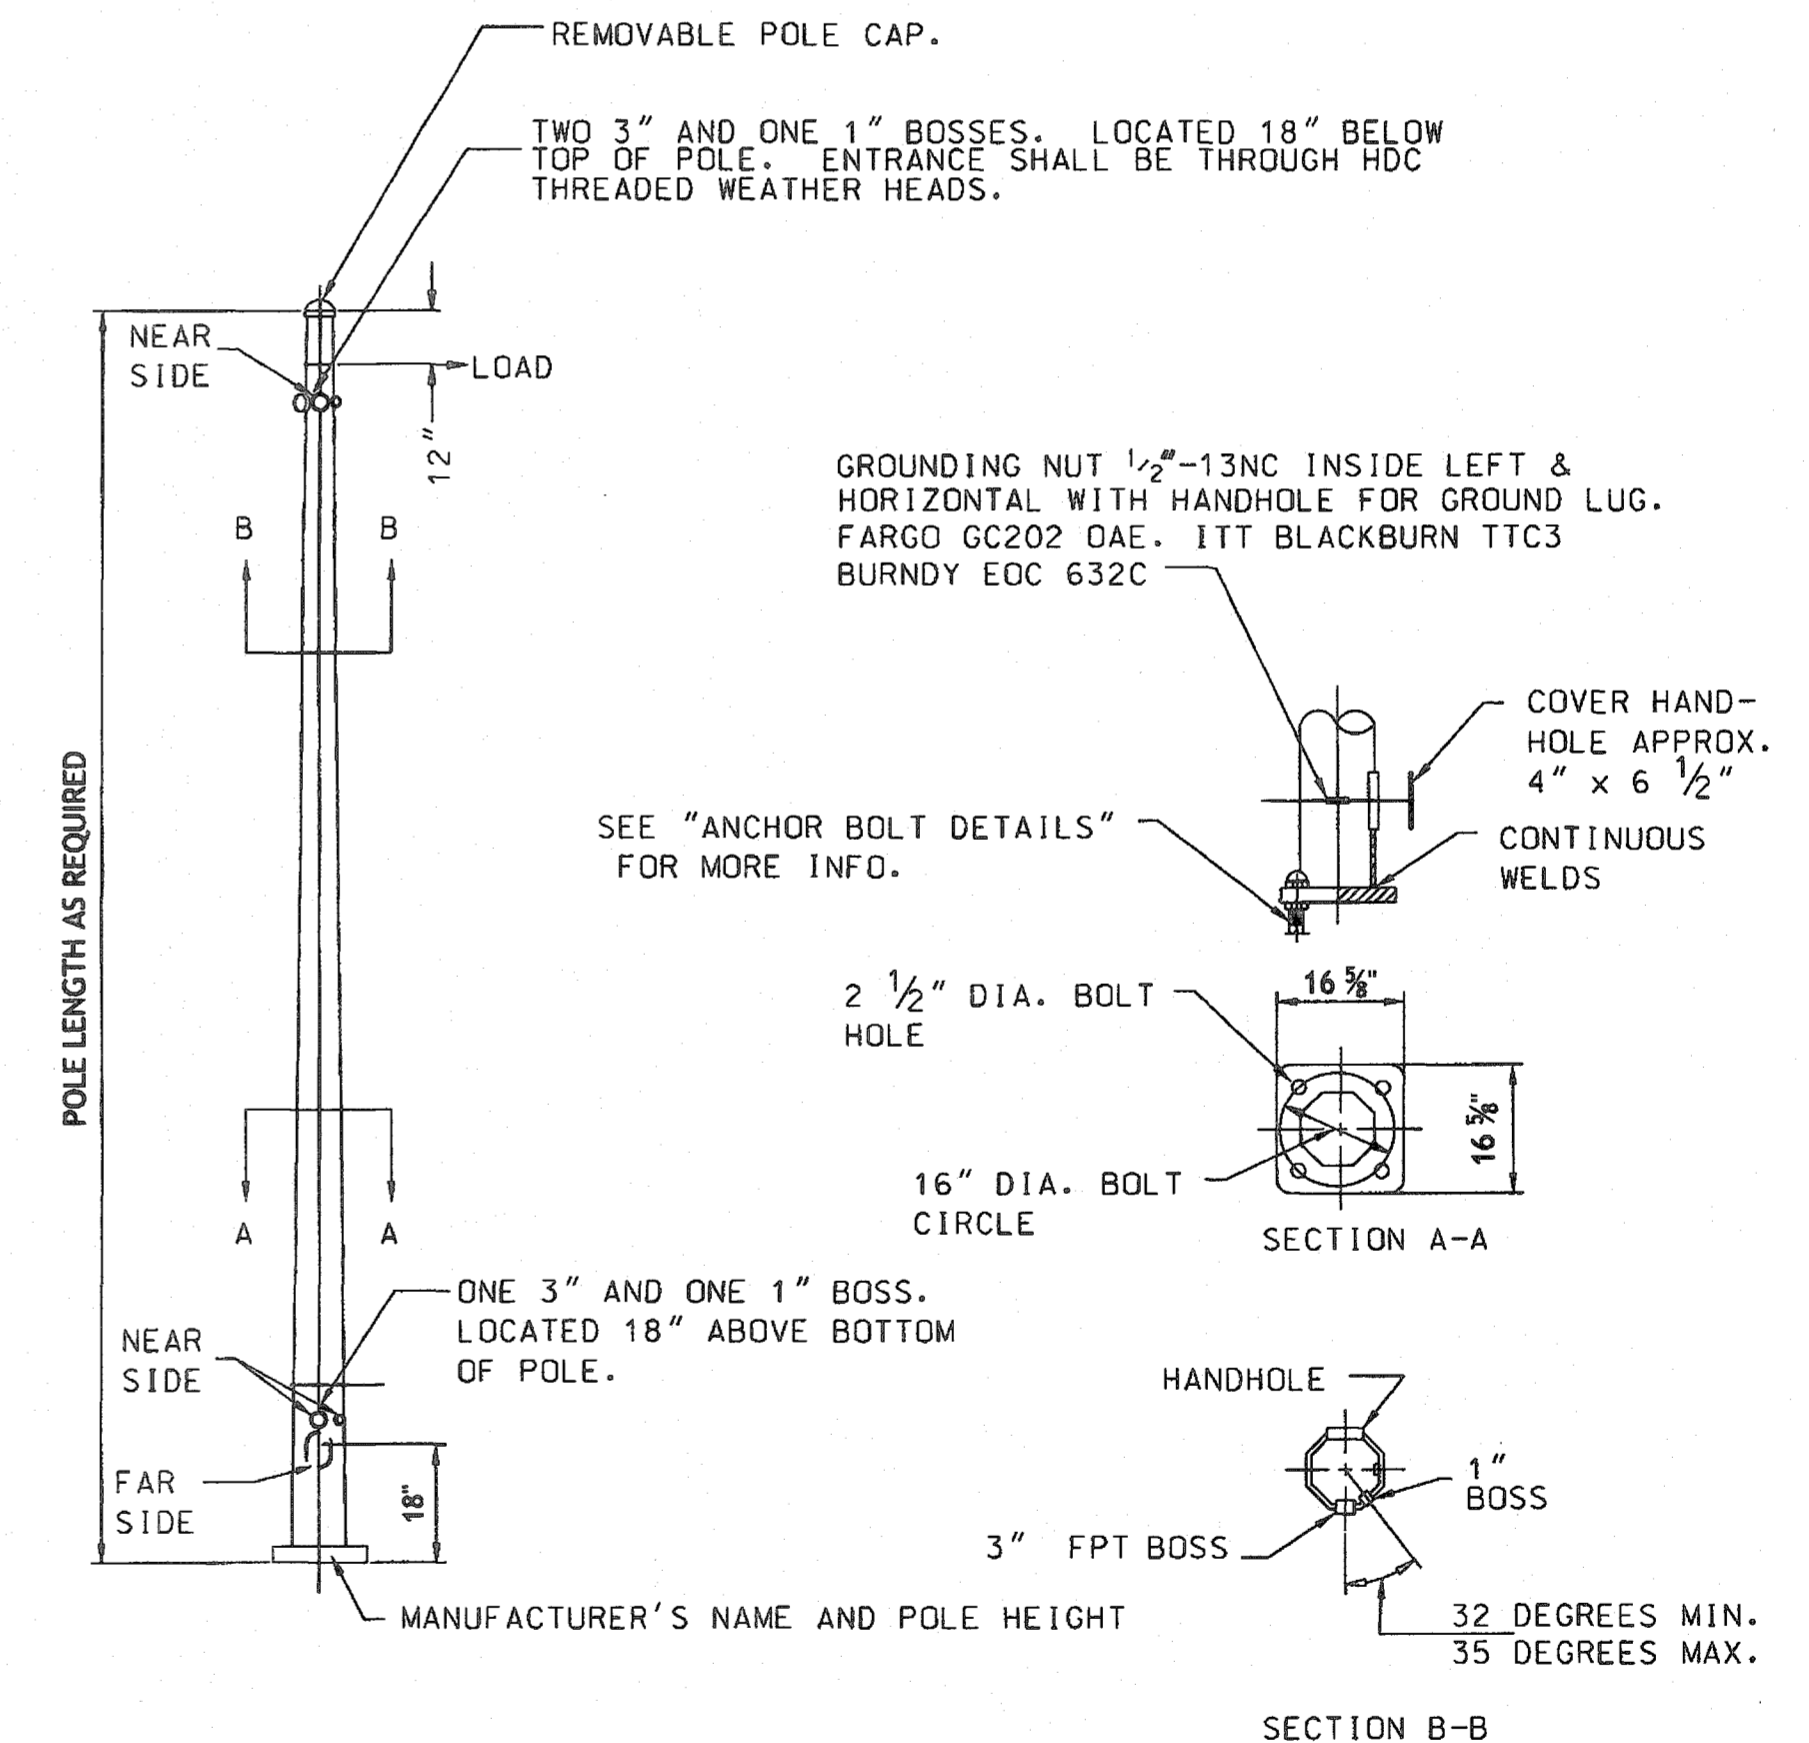 REMOVABLE POLE CAP.
TWO 3" AND ONE 1" BOSSES. LOCATED 18" BELOW
TOP OF POLE. ENTRANCE SHALL BE THROUGH HDC
THREADED WEATHER HEADS.
NEAR
SIDE
LOAD
12"
B B
GROUNDING NUT 1/2"-13NC INSIDE LEFT &
HORIZONTAL WITH HANDHOLE FOR GROUND LUG.
FARGO GC202 OAE. ITT BLACKBURN TTC3
BURNDY EOC 632C
COVER HAND-
HOLE APPROX.
4" x 6 1/2"
SEE "ANCHOR BOLT DETAILS"
FOR MORE INFO.
CONTINUOUS
WELDS
POLE LENGTH AS REQUIRED
2 1/2" DIA. BOLT
HOLE
16 5/8"
16 5/8"
16" DIA. BOLT
CIRCLE
SECTION A-A
A A
ONE 3" AND ONE 1" BOSS.
LOCATED 18" ABOVE BOTTOM
OF POLE.
NEAR
SIDE
FAR
SIDE
18"
MANUFACTURER'S NAME AND POLE HEIGHT
HANDHOLE
1"
BOSS
3" FPT BOSS
32 DEGREES MIN.
35 DEGREES MAX.
SECTION B-B